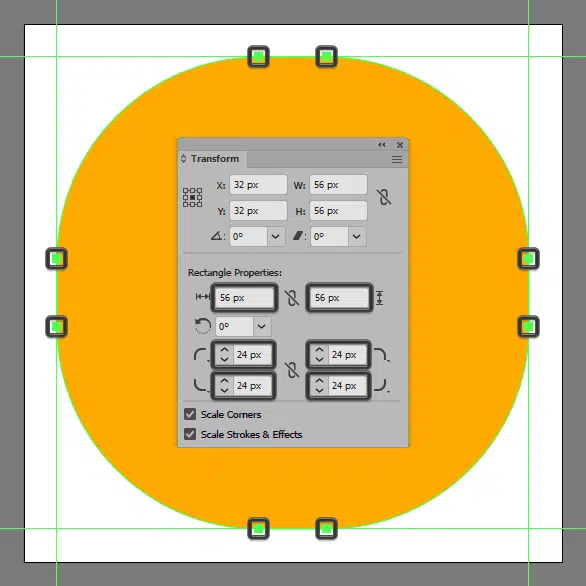 Transform
X: 32 px W: 56 px
Y: 32 px H: 56 px
0° 0°
Rectangle Properties:
56 px 56 px
0°
24 px 24 px
24 px 24 px
Scale Corners
Scale Strokes & Effects